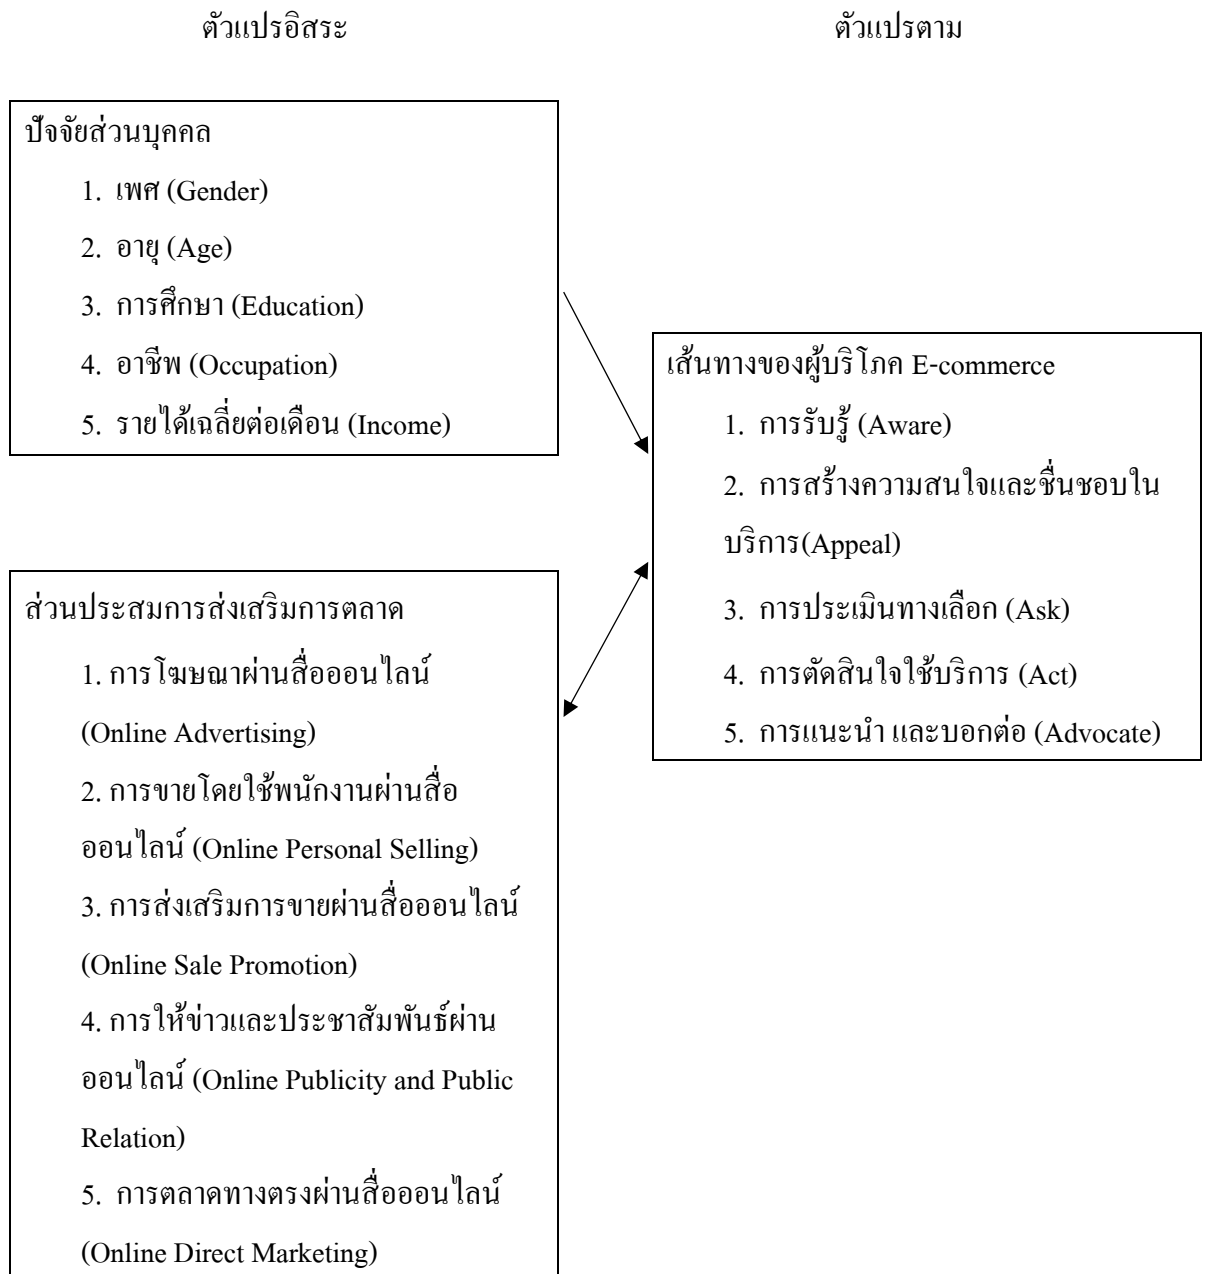 ตัวแปรอิสระ
ตัวแปรตาม
ปัจจัยส่วนบุคคล
1. เพศ (Gender)
2. อายุ (Age)
3. การศึกษา (Education)
4. อาชีพ (Occupation)
5. รายได้เฉลี่ยต่อเดือน (Income)
ส่วนประสมการส่งเสริมการตลาด
1. การโฆษณาผ่านสื่อออนไลน์
(Online Advertising)
2. การขายโดยใช้พนักงานผ่านสื่อ
ออนไลน์ (Online Personal Selling)
3. การส่งเสริมการขายผ่านสื่อออนไลน์
(Online Sale Promotion)
4. การให้ข่าวและประชาสัมพันธ์ผ่าน
ออนไลน์ (Online Publicity and Public
Relation)
5. การตลาดทางตรงผ่านสื่อออนไลน์
(Online Direct Marketing)
เส้นทางของผู้บริโภค E-commerce
1. การรับรู้ (Aware)
2. การสร้างความสนใจและชื่นชอบใน
บริการ(Appeal)
3. การประเมินทางเลือก (Ask)
4. การตัดสินใจใช้บริการ (Act)
5. การแนะนำ และบอกต่อ (Advocate)